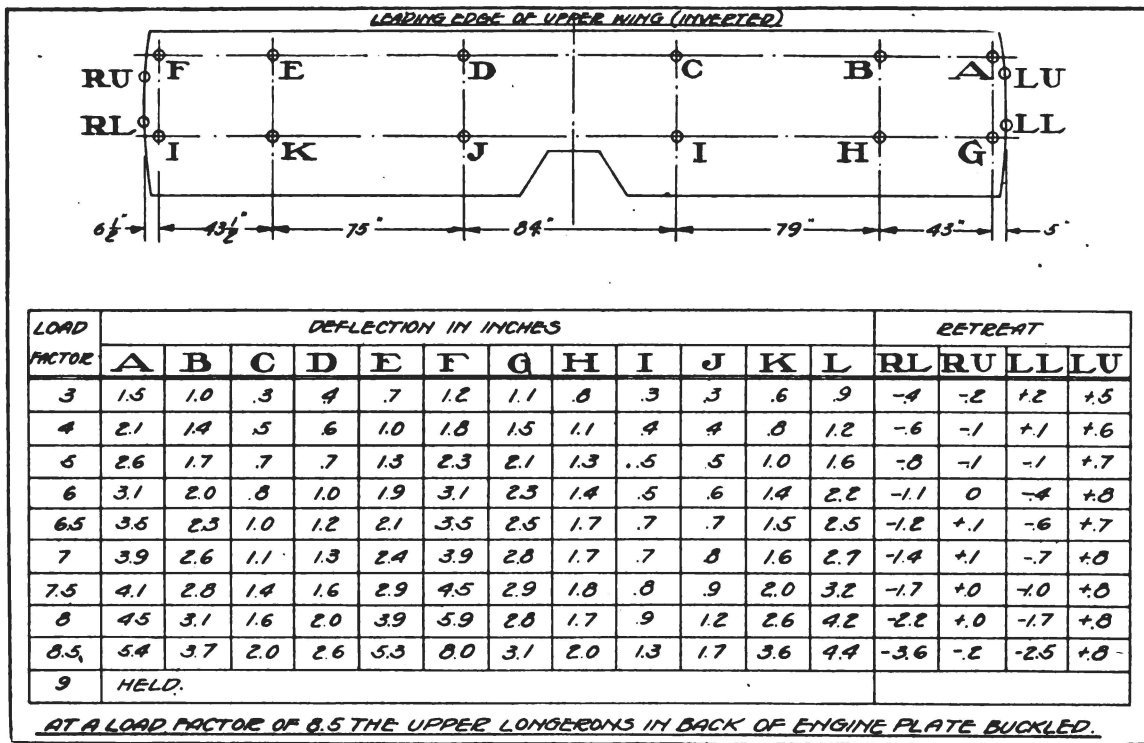 LEADING EDGE OF UPPER WING (INVERTED)
F E D C B A
RU LU
RL LL
I K J I H G
6 1/2" 43 1/2" 75" 84" 79" 43" 5"
LOAD FACTOR DEFLECTION IN INCHES RETREAT
A B C D E F G H I J K L RL RU LL LU
3 1.5 1.0 .3 .4 .7 1.2 1.1 .8 .3 .3 .6 .9 -.4 -.2 +.2 +.5
4 2.1 1.4 .5 .6 1.0 1.8 1.5 1.1 .4 .4 .8 1.2 -.6 -.1 +.1 +.6
5 2.6 1.7 .7 .7 1.3 2.3 2.1 1.3 .5 .5 1.0 1.6 -.8 -.1 -.1 +.7
6 3.1 2.0 .8 1.0 1.9 3.1 2.3 1.4 .5 .6 1.4 2.2 -1.1 0 -.4 +.8
6.5 3.6 2.3 1.0 1.2 2.1 3.5 2.5 1.7 .7 .7 1.5 2.5 -1.2 +.1 -.6 +.7
7 3.9 2.6 1.1 1.3 2.4 3.9 2.8 1.7 .7 .8 1.6 2.7 -1.4 +.1 -.7 +.8
7.5 4.1 2.8 1.4 1.6 2.9 4.5 2.9 1.8 .8 .9 2.0 3.2 -1.7 +.0 -1.0 +.8
8 4.5 3.1 1.6 2.0 3.9 5.9 2.8 1.7 .9 1.2 2.6 4.2 -2.2 +.0 -1.7 +.8
8.5 5.4 3.7 2.0 2.6 5.3 8.0 3.1 2.0 1.3 1.7 3.6 4.4 -3.6 -.2 -2.5 +.8
9 HELD.
AT A LOAD FACTOR OF 8.5 THE UPPER LONGERONS IN BACK OF ENGINE PLATE BUCKLED.